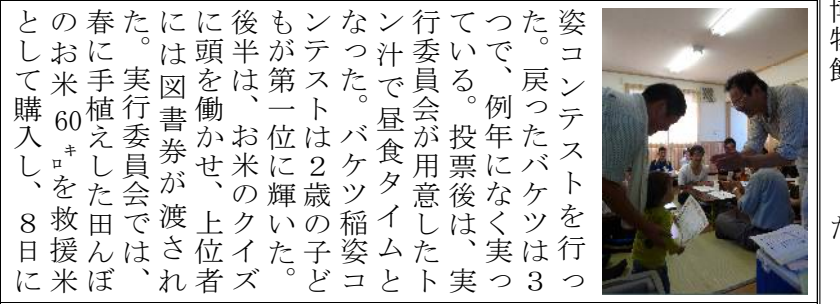 姿コンテストを行っ
た。戻ったバケツは３
つで、例年になく実っ
ている。投票後は、実
行委員会が用意したト
ン汁で昼食タイムと
なった。バケツ稲姿コ
ンテストは２歳の子ど
もが第一位に輝いた。
後半は、お米のクイズ
に頭を働かせ、上位者
には図書券が渡され
た。実行委員会では、
春に手植えした田んぼ
のお米60㌔を救援米
として購入し、８日に